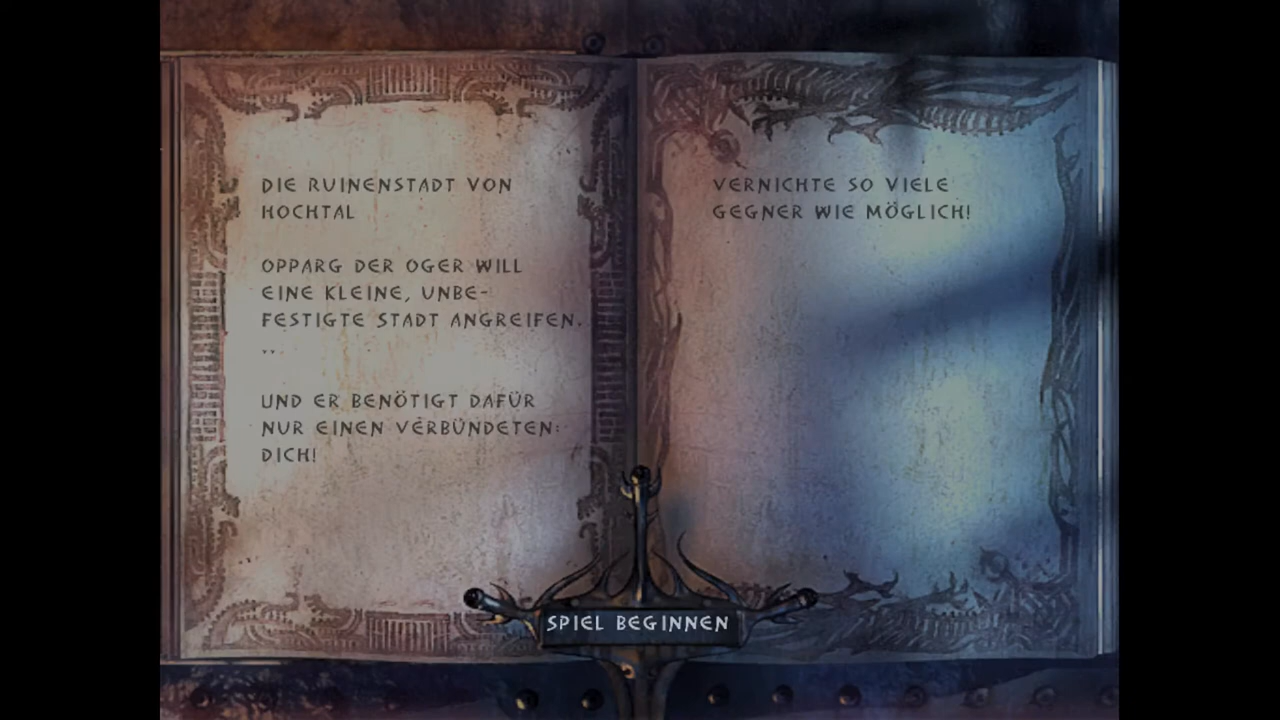 DIE RUINENSTADT VON
HOCHTAL
OPPARG DER OGER WILL
EINE KLEINE, UNBE-
FESTIGTE STADT ANGREIFEN.
..
UND ER BENÖTIGT DAFÜR
NUR EINEN VERBÜNDETEN:
DICH!
VERNICHTE SO VIELE
GEGNER WIE MÖGLICH!
SPIEL BEGINNEN